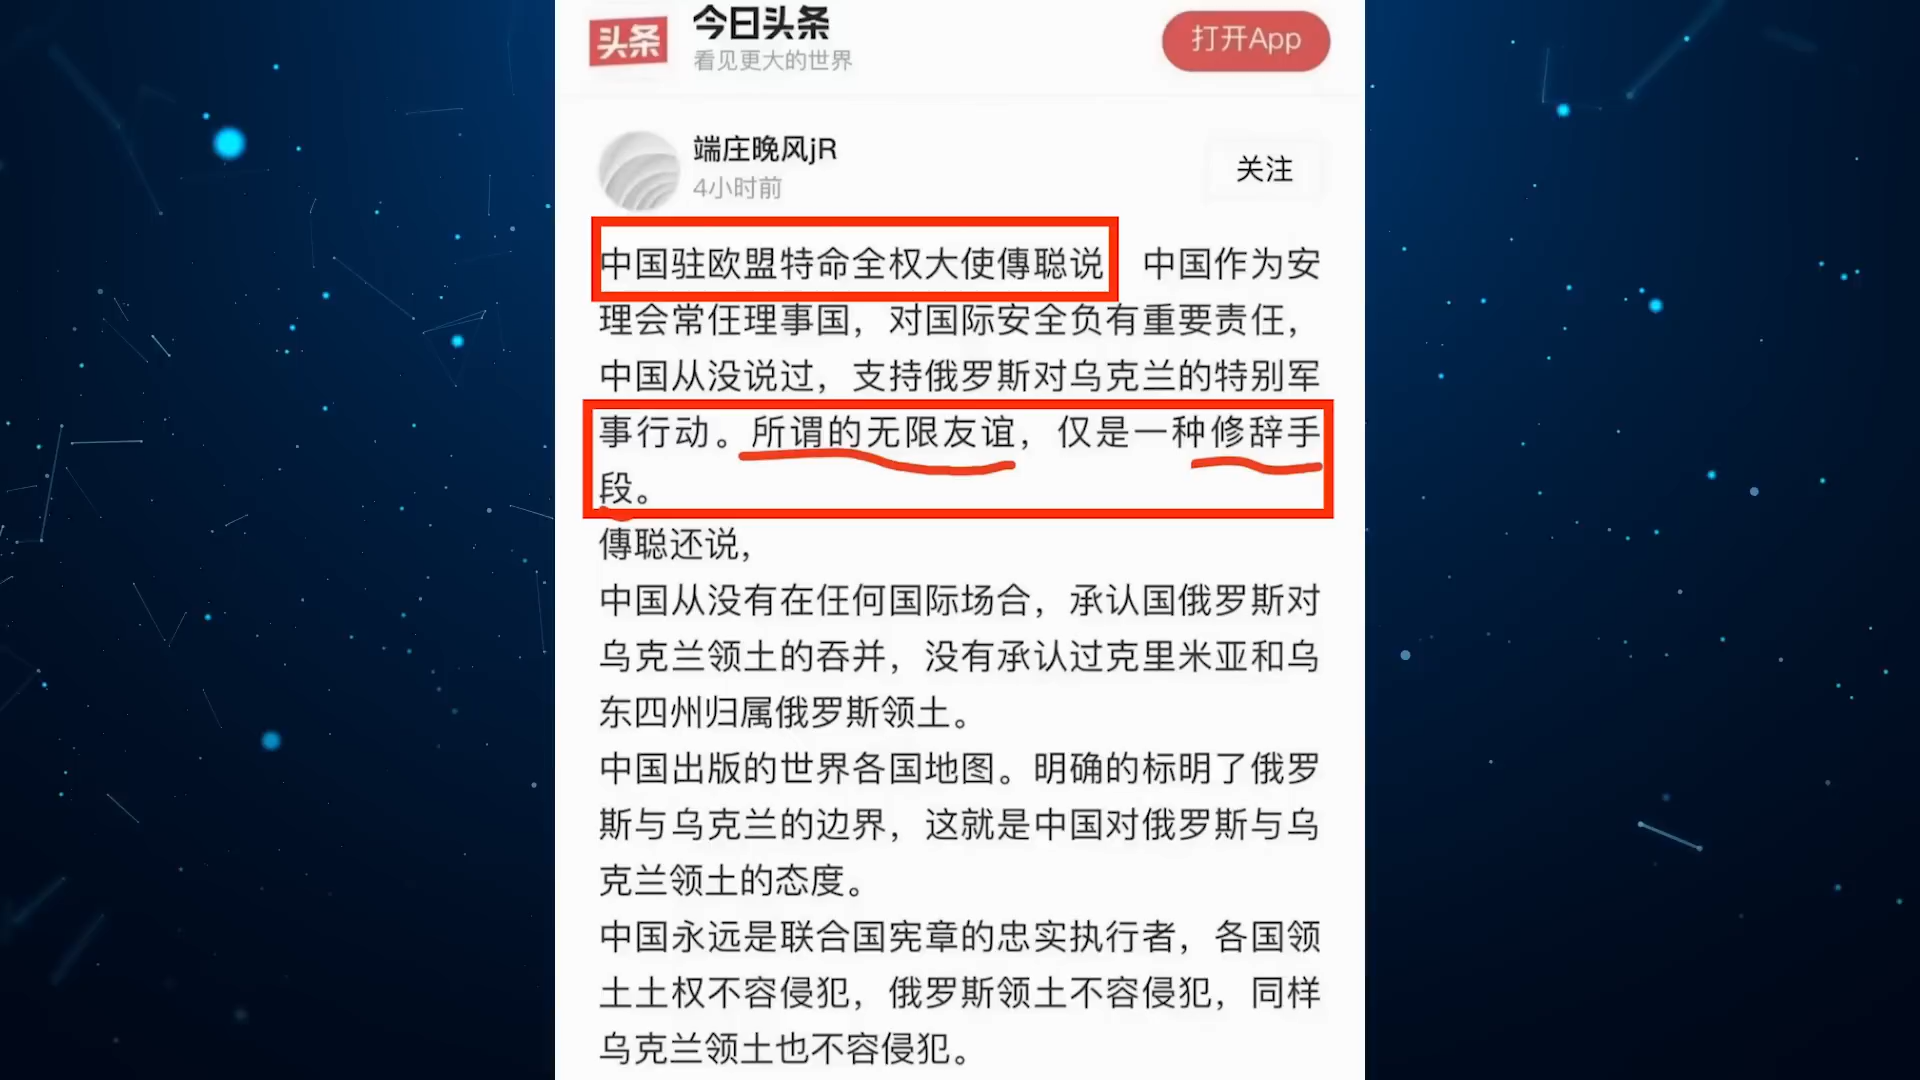 头条
今日头条
看见更大的世界
打开App
端庄晚风jR
4小时前
关注
中国驻欧盟特命全权大使傅聪说 中国作为安
理会常任理事国，对国际安全负有重要责任，
中国从没说过，支持俄罗斯对乌克兰的特别军
事行动。所谓的无限友谊，仅是一种修辞手
段。
傅聪还说，
中国从没有在任何国际场合，承认国俄罗斯对
乌克兰领土的吞并，没有承认过克里米亚和乌
东四州归属俄罗斯领土。
中国出版的世界各国地图。明确的标明了俄罗
斯与乌克兰的边界，这就是中国对俄罗斯与乌
克兰领土的态度。
中国永远是联合国宪章的忠实执行者，各国领
土土权不容侵犯，俄罗斯领土不容侵犯，同样
乌克兰领土也不容侵犯。